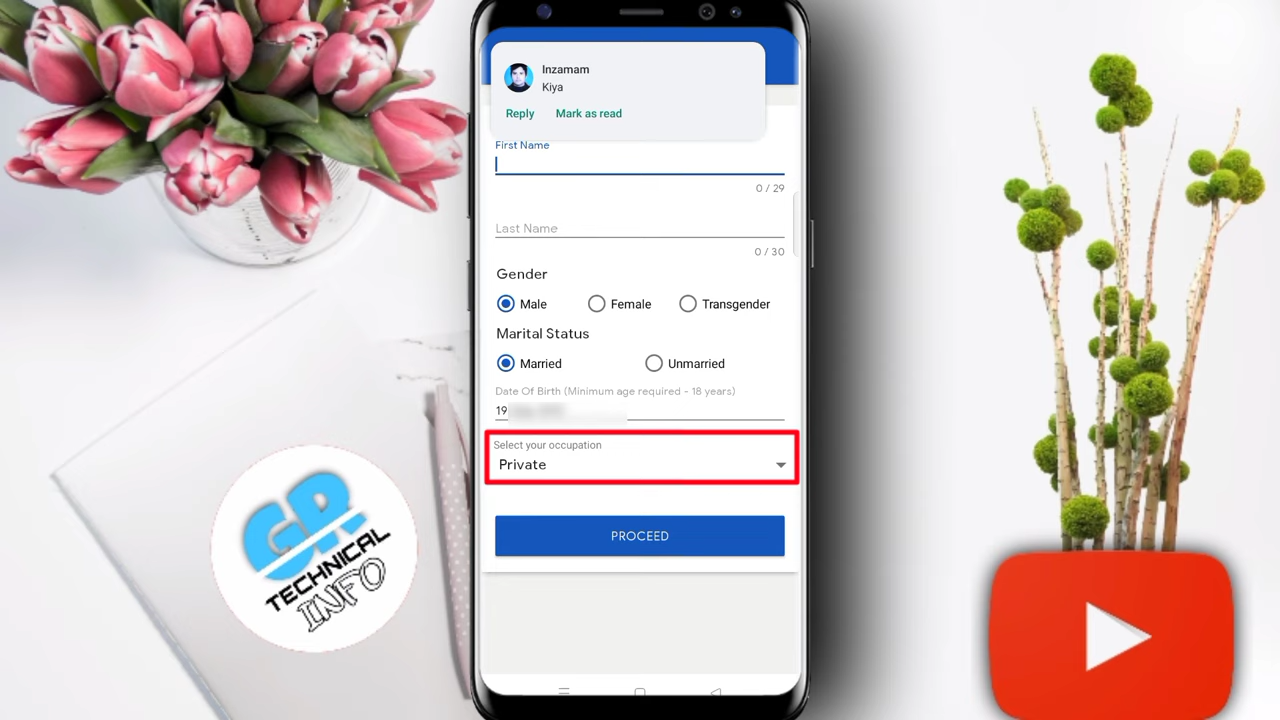 Inzamam
Kiya
Reply Mark as read
First Name
0 / 29
Last Name
0 / 30
Gender
Male Female Transgender
Marital Status
Married Unmarried
Date Of Birth (Minimum age required - 18 years)
19
Select your occupation
Private
PROCEED
GR
TECHNICAL
INFO